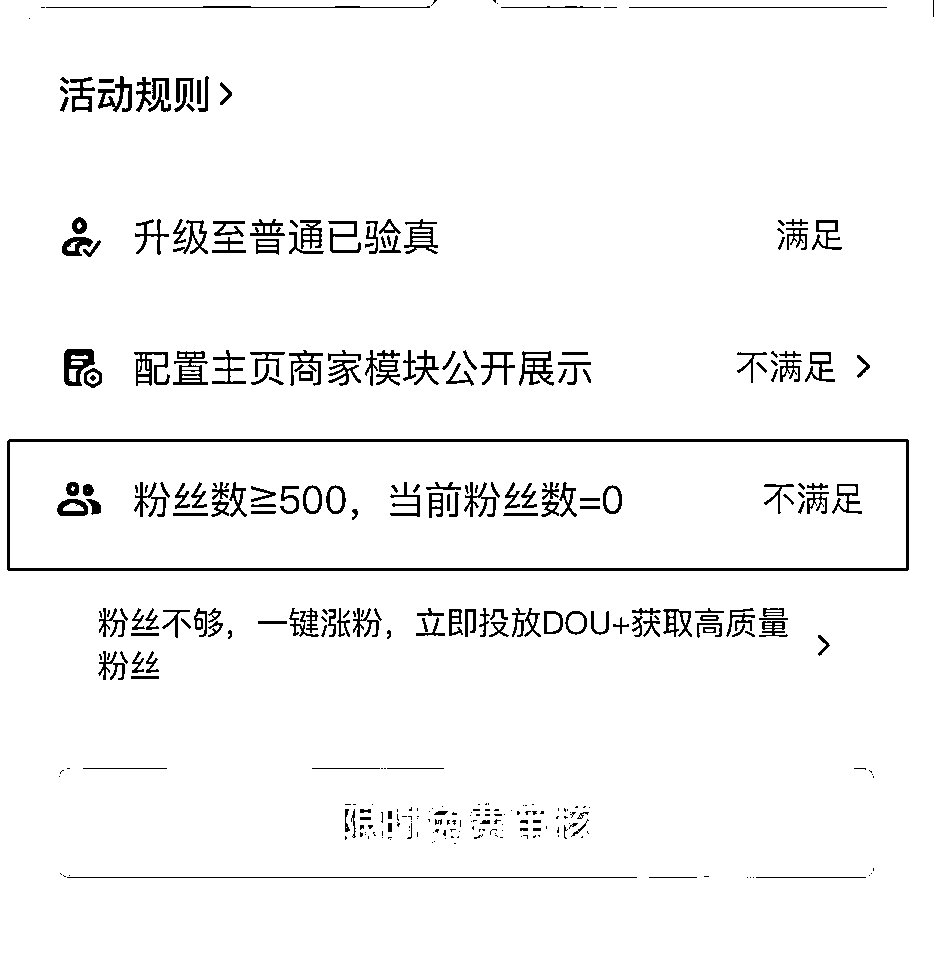 活动规则>
升级至普通已验真 满足
配置主页商家模块公开展示 不满足 >
粉丝数≧500，当前粉丝数=0 不满足
粉丝不够，一键涨粉，立即投放DOU+获取高质量
粉丝
限时免费审核